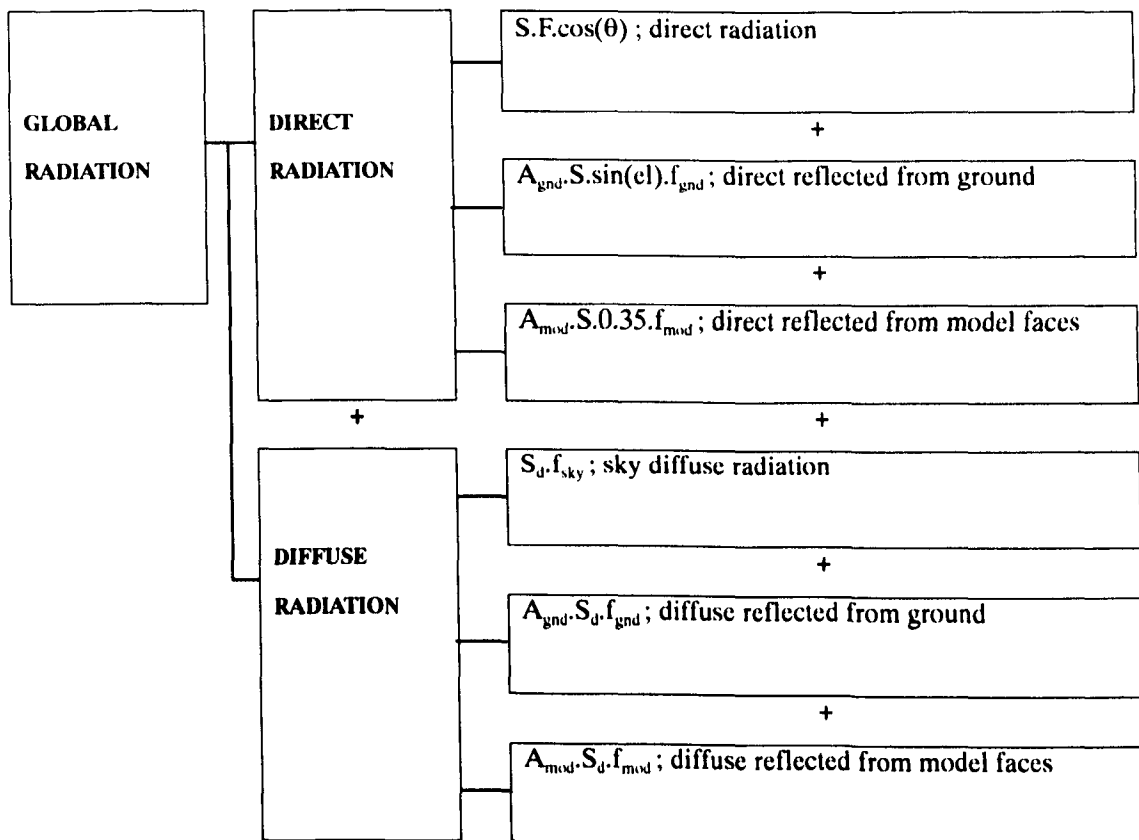 GLOBAL
RADIATION
DIRECT
RADIATION
S.F.cos(θ) ; direct radiation
+
A_gnd.S.sin(el).f_gnd ; direct reflected from ground
+
A_mod.S.0.35.f_mod ; direct reflected from model faces
+
+
DIFFUSE
RADIATION
S_d.f_sky ; sky diffuse radiation
+
A_gnd.S_d.f_gnd ; diffuse reflected from ground
+
A_mod.S_d.f_mod ; diffuse reflected from model faces